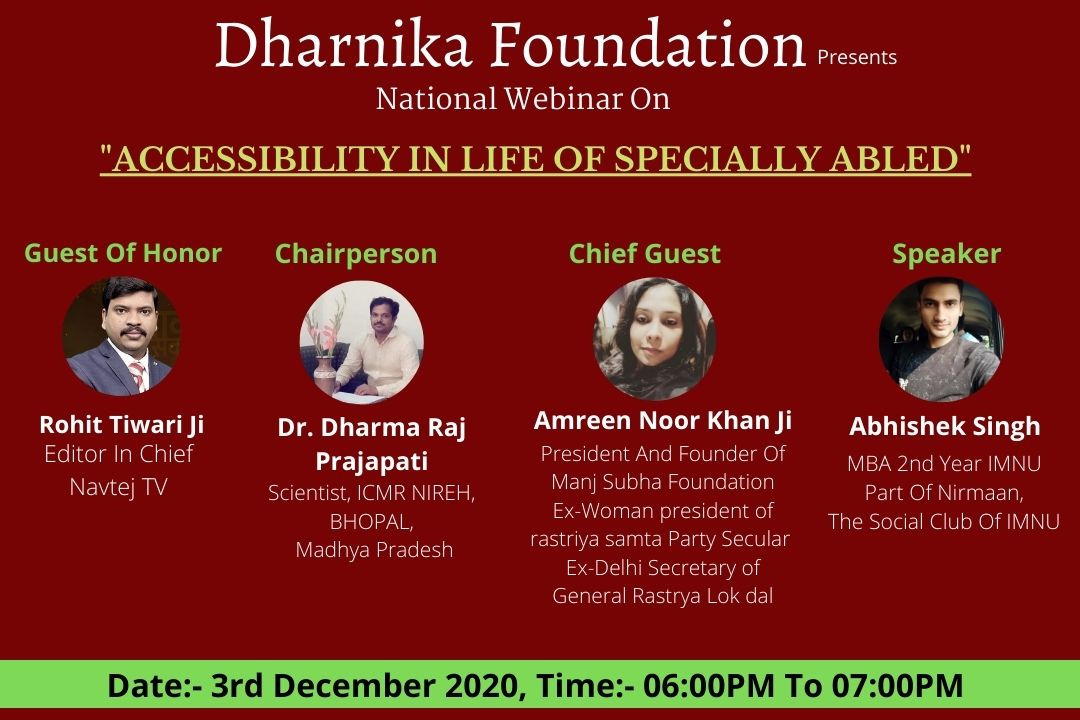 Dharnika Foundation Presents
National Webinar On
"ACCESSIBILITY IN LIFE OF SPECIALLY ABLED"
Guest Of Honor
Rohit Tiwari Ji
Editor In Chief
Navtej TV
Chairperson
Dr. Dharma Raj
Prajapati
Scientist, ICMR NIREH,
BHOPAL,
Madhya Pradesh
Chief Guest
Amreen Noor Khan Ji
President And Founder Of
Manj Subha Foundation
Ex-Woman president of
rastriya samta Party Secular
Ex-Delhi Secretary of
General Rastrya Lok dal
Speaker
Abhishek Singh
MBA 2nd Year IMNU
Part Of Nirmaan,
The Social Club Of IMNU
Date:- 3rd December 2020, Time:- 06:00PM To 07:00PM